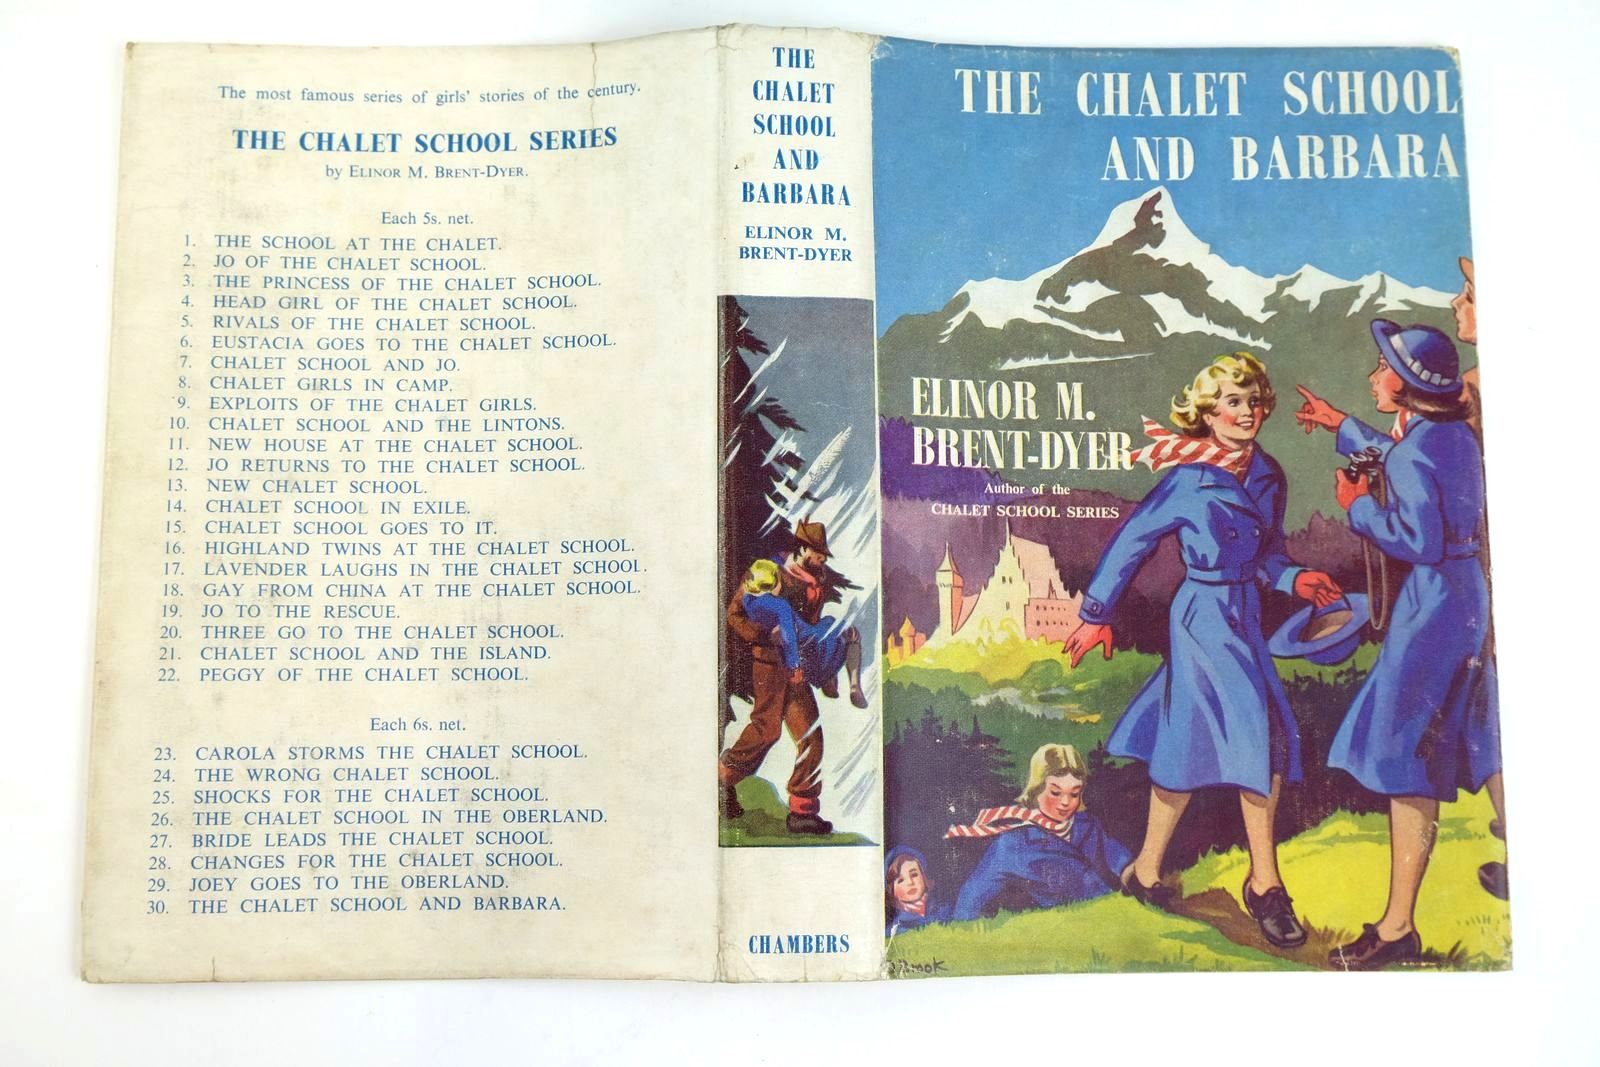 The most famous series of girls' stories of the century.
THE CHALET SCHOOL SERIES
by ELINOR M. BRENT-DYER.
Each 5s. net.
1. THE SCHOOL AT THE CHALET.
2. JO OF THE CHALET SCHOOL.
3. THE PRINCESS OF THE CHALET SCHOOL.
4. HEAD GIRL OF THE CHALET SCHOOL.
5. RIVALS OF THE CHALET SCHOOL.
6. EUSTACIA GOES TO THE CHALET SCHOOL.
7. CHALET SCHOOL AND JO.
8. CHALET GIRLS IN CAMP.
9. EXPLOITS OF THE CHALET GIRLS.
10. CHALET SCHOOL AND THE LINTONS.
11. NEW HOUSE AT THE CHALET SCHOOL.
12. JO RETURNS TO THE CHALET SCHOOL.
13. NEW CHALET SCHOOL.
14. CHALET SCHOOL IN EXILE.
15. CHALET SCHOOL GOES TO IT.
16. HIGHLAND TWINS AT THE CHALET SCHOOL.
17. LAVENDER LAUGHS IN THE CHALET SCHOOL.
18. GAY FROM CHINA AT THE CHALET SCHOOL.
19. JO TO THE RESCUE.
20. THREE GO TO THE CHALET SCHOOL.
21. CHALET SCHOOL AND THE ISLAND.
22. PEGGY OF THE CHALET SCHOOL.
Each 6s. net.
23. CAROLA STORMS THE CHALET SCHOOL.
24. THE WRONG CHALET SCHOOL.
25. SHOCKS FOR THE CHALET SCHOOL.
26. THE CHALET SCHOOL IN THE OBERLAND.
27. BRIDE LEADS THE CHALET SCHOOL.
28. CHANGES FOR THE CHALET SCHOOL.
29. JOEY GOES TO THE OBERLAND.
30. THE CHALET SCHOOL AND BARBARA.
THE
CHALET
SCHOOL
AND
BARBARA
ELINOR M.
BRENT-DYER
CHAMBERS
THE CHALET SCHOOL
AND BARBARA
ELINOR M.
BRENT-DYER
Author of the
CHALET SCHOOL SERIES
Brook